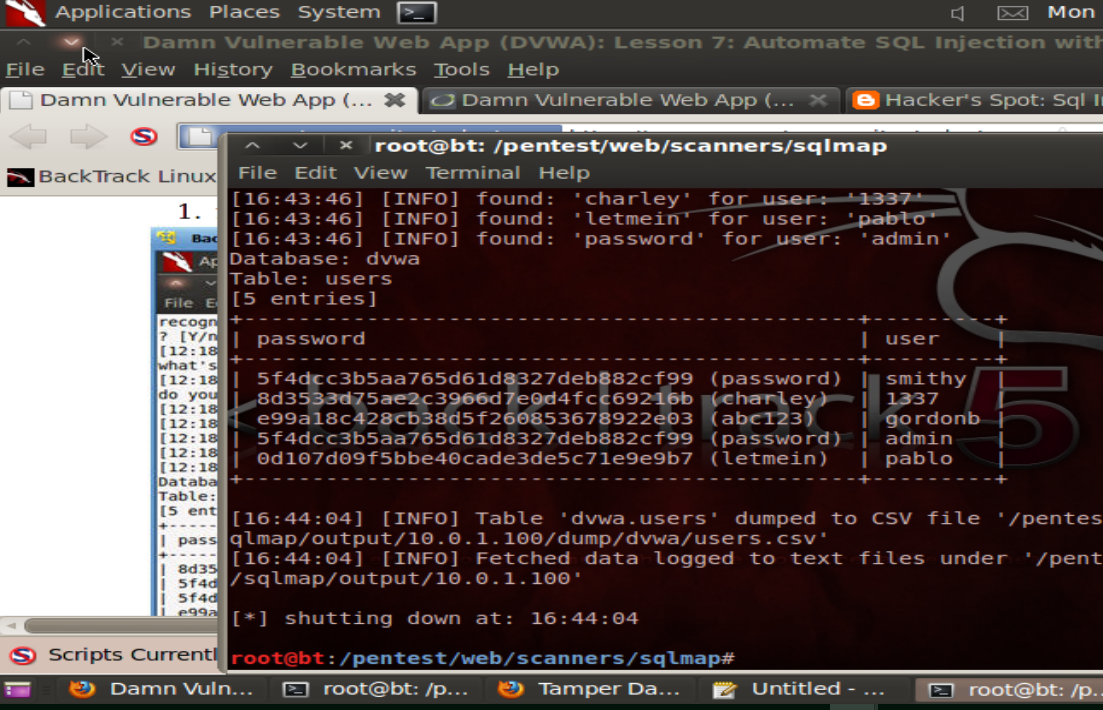 Applications Places System
Mon
Damn Vulnerable Web App (DVWA): Lesson 7: Automate SQL Injection with
File Edit View History Bookmarks Tools Help
Damn Vulnerable Web App (... Damn Vulnerable Web App (... Hacker's Spot: Sql I
BackTrack Linux
1.
root@bt: /pentest/web/scanners/sqlmap
File Edit View Terminal Help
[16:43:46] [INFO] found: 'charley' for user: '1337'
[16:43:46] [INFO] found: 'letmein' for user: 'pablo'
[16:43:46] [INFO] found: 'password' for user: 'admin'
Database: dvwa
Table: users
[5 entries]
+-----------------------------------------------+---------+
| password | user |
+-----------------------------------------------+---------+
| 5f4dcc3b5aa765d61d8327deb882cf99 (password) | smithy |
| 8d3533d75ae2c3966d7e0d4fcc69216b (charley) | 1337 |
| e99a18c428cb38d5f260853678922e03 (abc123) | gordonb |
| 5f4dcc3b5aa765d61d8327deb882cf99 (password) | admin |
| 0d107d09f5bbe40cade3de5c71e9e9b7 (letmein) | pablo |
+-----------------------------------------------+---------+
[16:44:04] [INFO] Table 'dvwa.users' dumped to CSV file '/pentes
qlmap/output/10.0.1.100/dump/dvwa/users.csv'
[16:44:04] [INFO] Fetched data logged to text files under '/pent
/sqlmap/output/10.0.1.100'
[*] shutting down at: 16:44:04
root@bt:/pentest/web/scanners/sqlmap#
<< back | track 5
Bac
Ap
File E
recogn
? [Y/n
[12:18
what's
[12:18
do you
[12:18
[12:18
[12:18
[12:18
[12:18
Databa
Table:
[5 ent
| pass
| 8d35
| 5f4d
| 5f4d
| e99a
Scripts Currentl
Damn Vuln... root@bt: /p... Tamper Da... Untitled - ... root@bt: /p..